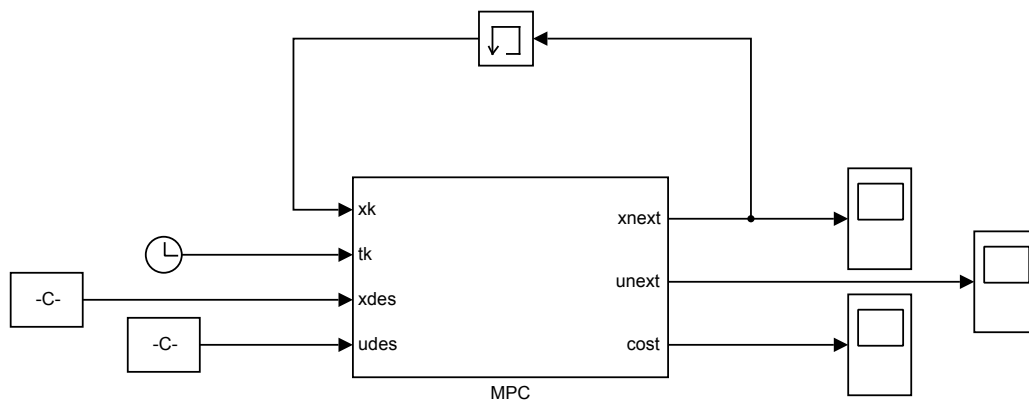 xk
tk
xdes
udes
xnext
unext
cost
-C-
-C-
MPC